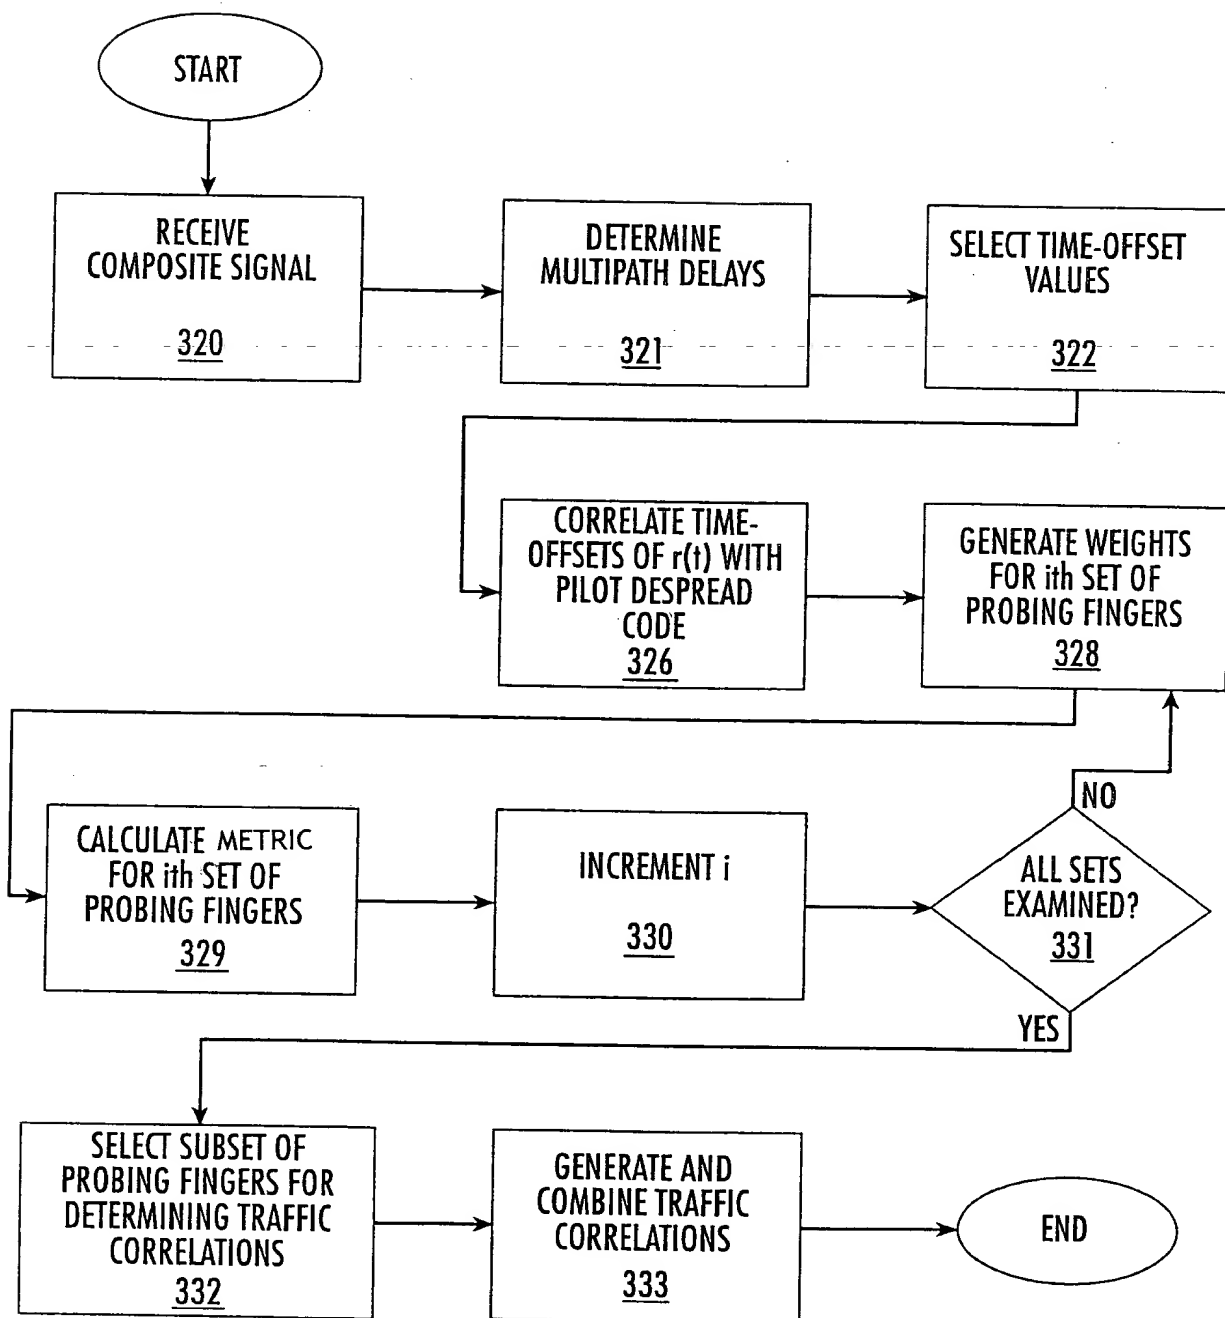 START
RECEIVE
COMPOSITE SIGNAL
320
DETERMINE
MULTIPATH DELAYS
321
SELECT TIME-OFFSET
VALUES
322
CORRELATE TIME-
OFFSETS OF r(t) WITH
PILOT DESPREAD
CODE
326
GENERATE WEIGHTS
FOR ith SET OF
PROBING FINGERS
328
CALCULATE METRIC
FOR ith SET OF
PROBING FINGERS
329
INCREMENT i
330
NO
ALL SETS
EXAMINED?
331
YES
SELECT SUBSET OF
PROBING FINGERS FOR
DETERMINING TRAFFIC
CORRELATIONS
332
GENERATE AND
COMBINE TRAFFIC
CORRELATIONS
333
END